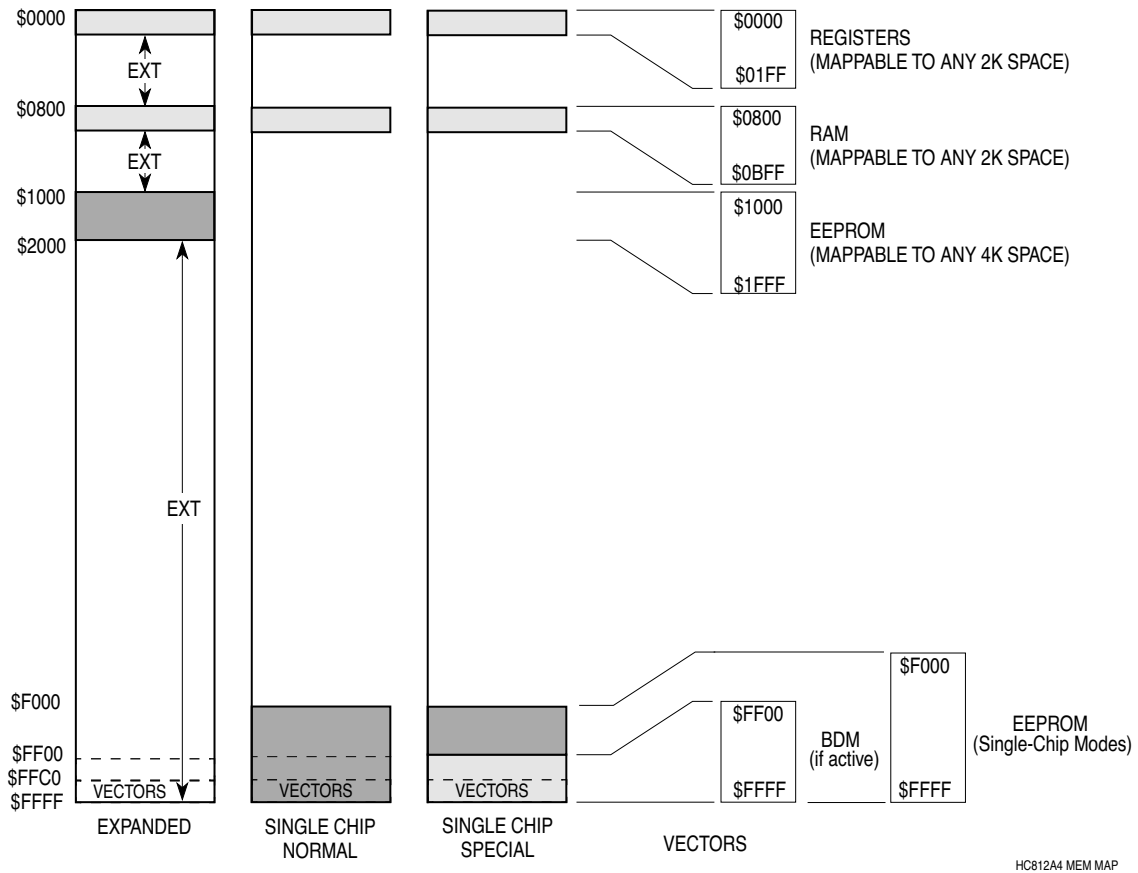 $0000
EXT
$0800
EXT
$1000
$2000
EXT
$F000
$FF00
$FFC0
VECTORS
$FFFF
EXPANDED
VECTORS
SINGLE CHIP
NORMAL
VECTORS
SINGLE CHIP
SPECIAL
$0000
$01FF
REGISTERS
(MAPPABLE TO ANY 2K SPACE)
$0800
$0BFF
RAM
(MAPPABLE TO ANY 2K SPACE)
$1000
$1FFF
EEPROM
(MAPPABLE TO ANY 4K SPACE)
$FF00
$FFFF
BDM
(if active)
$F000
$FFFF
EEPROM
(Single-Chip Modes)
VECTORS
HC812A4 MEM MAP